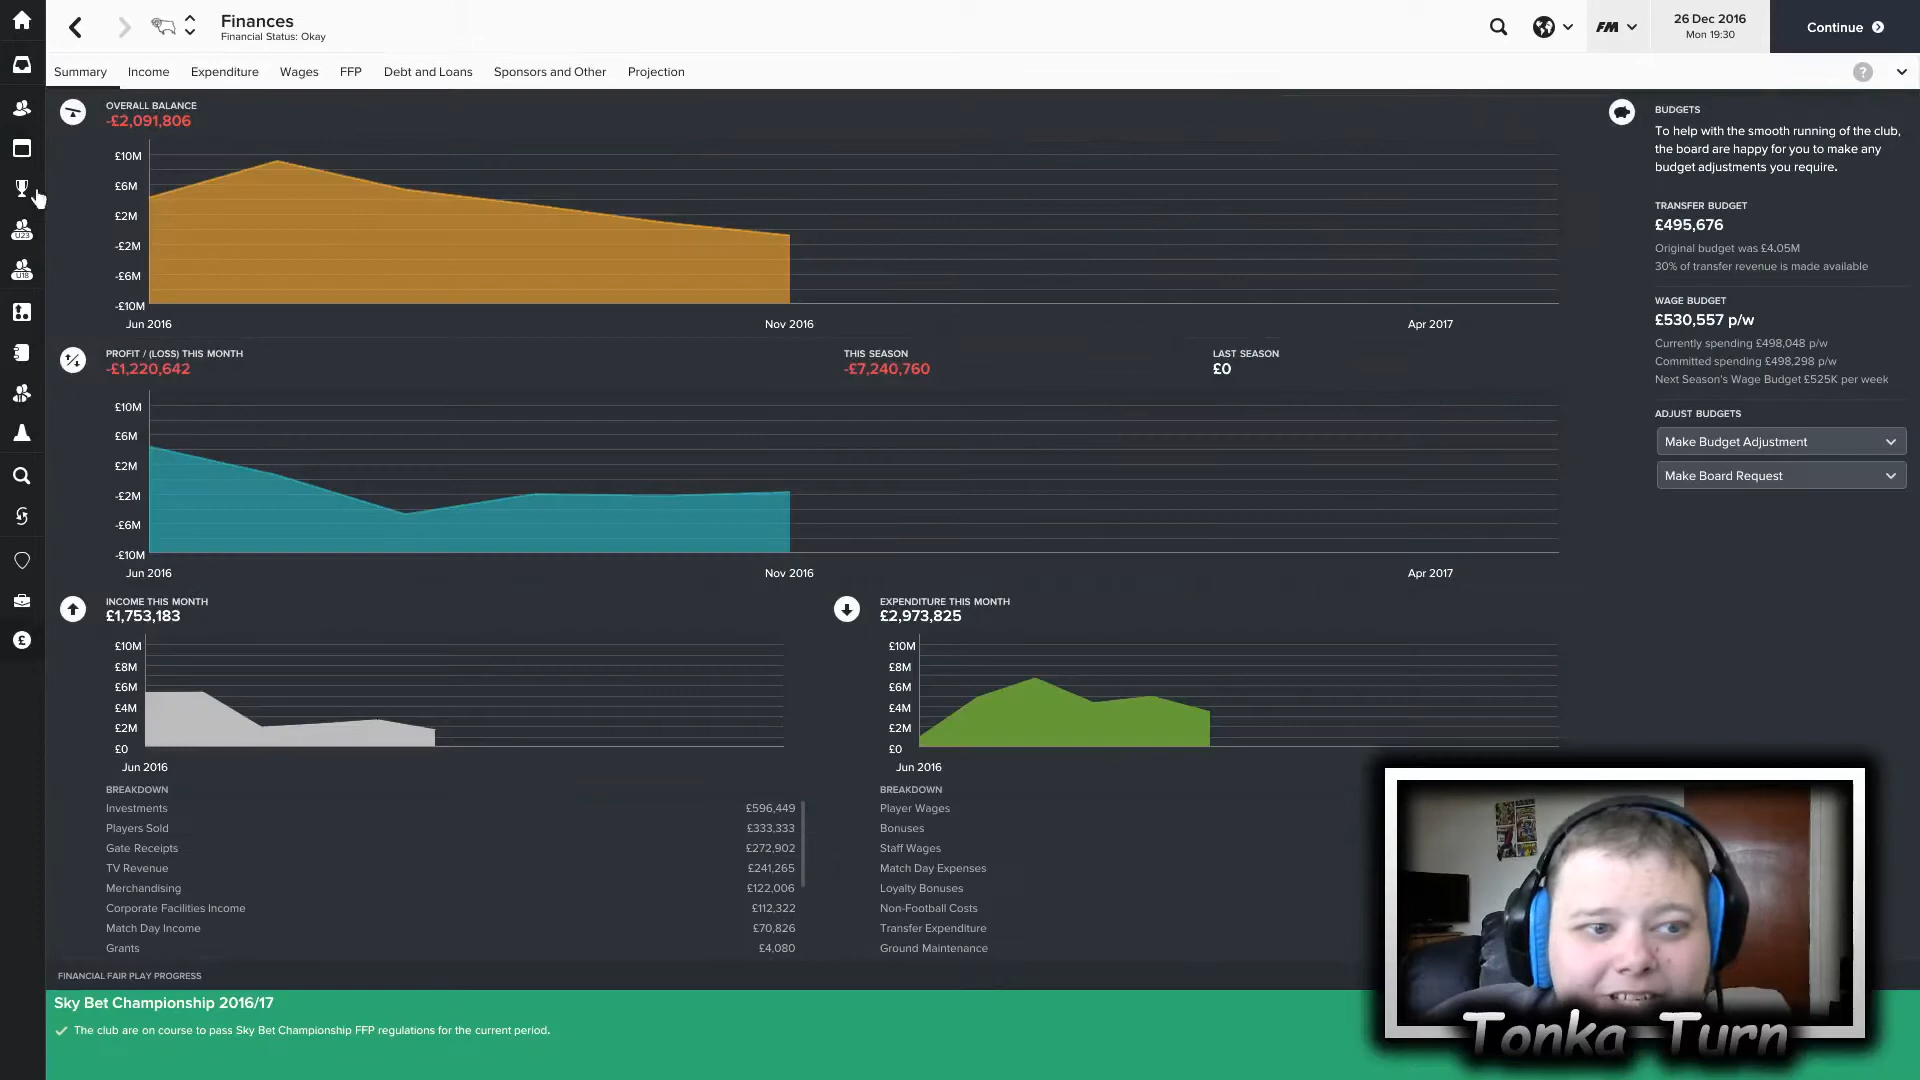 Finances
Financial Status: Okay
FM
26 Dec 2016
Mon 19:30
Continue
Summary
Income
Expenditure
Wages
FFP
Debt and Loans
Sponsors and Other
Projection
?
OVERALL BALANCE
-£2,091,806
£10M
£6M
£2M
-£2M
-£6M
-£10M
Jun 2016
Nov 2016
Apr 2017
PROFIT / (LOSS) THIS MONTH
-£1,220,642
THIS SEASON
-£7,240,760
LAST SEASON
£0
£10M
£6M
£2M
-£2M
-£6M
-£10M
Jun 2016
Nov 2016
Apr 2017
INCOME THIS MONTH
£1,753,183
£10M
£8M
£6M
£4M
£2M
£0
Jun 2016
BREAKDOWN
Investments £596,449
Players Sold £333,333
Gate Receipts £272,902
TV Revenue £241,265
Merchandising £122,006
Corporate Facilities Income £112,322
Match Day Income £70,826
Grants £4,080
EXPENDITURE THIS MONTH
£2,973,825
£10M
£8M
£6M
£4M
£2M
£0
Jun 2016
BREAKDOWN
Player Wages
Bonuses
Staff Wages
Match Day Expenses
Loyalty Bonuses
Non-Football Costs
Transfer Expenditure
Ground Maintenance
BUDGETS
To help with the smooth running of the club,
the board are happy for you to make any
budget adjustments you require.
TRANSFER BUDGET
£495,676
Original budget was £4.05M
30% of transfer revenue is made available
WAGE BUDGET
£530,557 p/w
Currently spending £498,048 p/w
Committed spending £498,298 p/w
Next Season's Wage Budget £525K per week
ADJUST BUDGETS
Make Budget Adjustment
Make Board Request
FINANCIAL FAIR PLAY PROGRESS
Sky Bet Championship 2016/17
The club are on course to pass Sky Bet Championship FFP regulations for the current period.
Tonka Turn
U23
U18
£